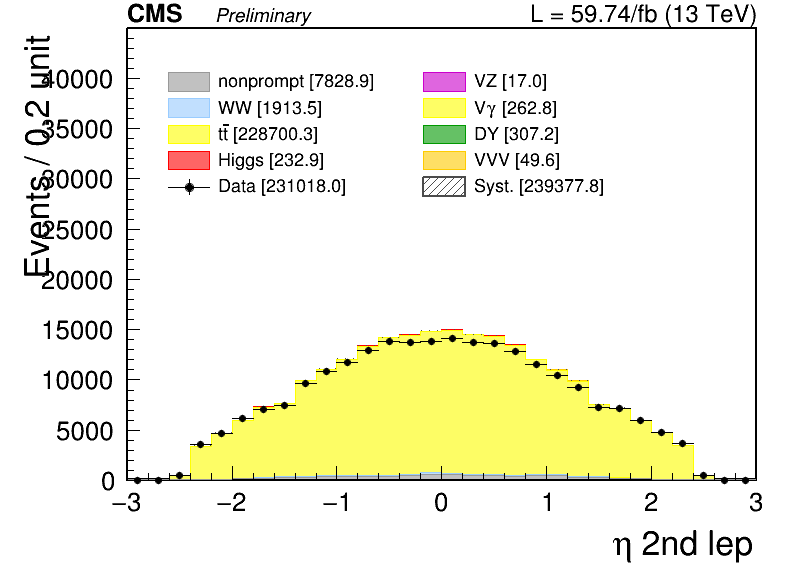 CMS Preliminary L = 59.74/fb (13 TeV)
Events / 0.2 unit
40000
35000
30000
25000
20000
15000
10000
5000
0
nonprompt [7828.9] VZ [17.0]
WW [1913.5] Vγ [262.8]
tt̄ [228700.3] DY [307.2]
Higgs [232.9] VVV [49.6]
Data [231018.0] Syst. [239377.8]
−3 −2 −1 0 1 2 3
η 2nd lep